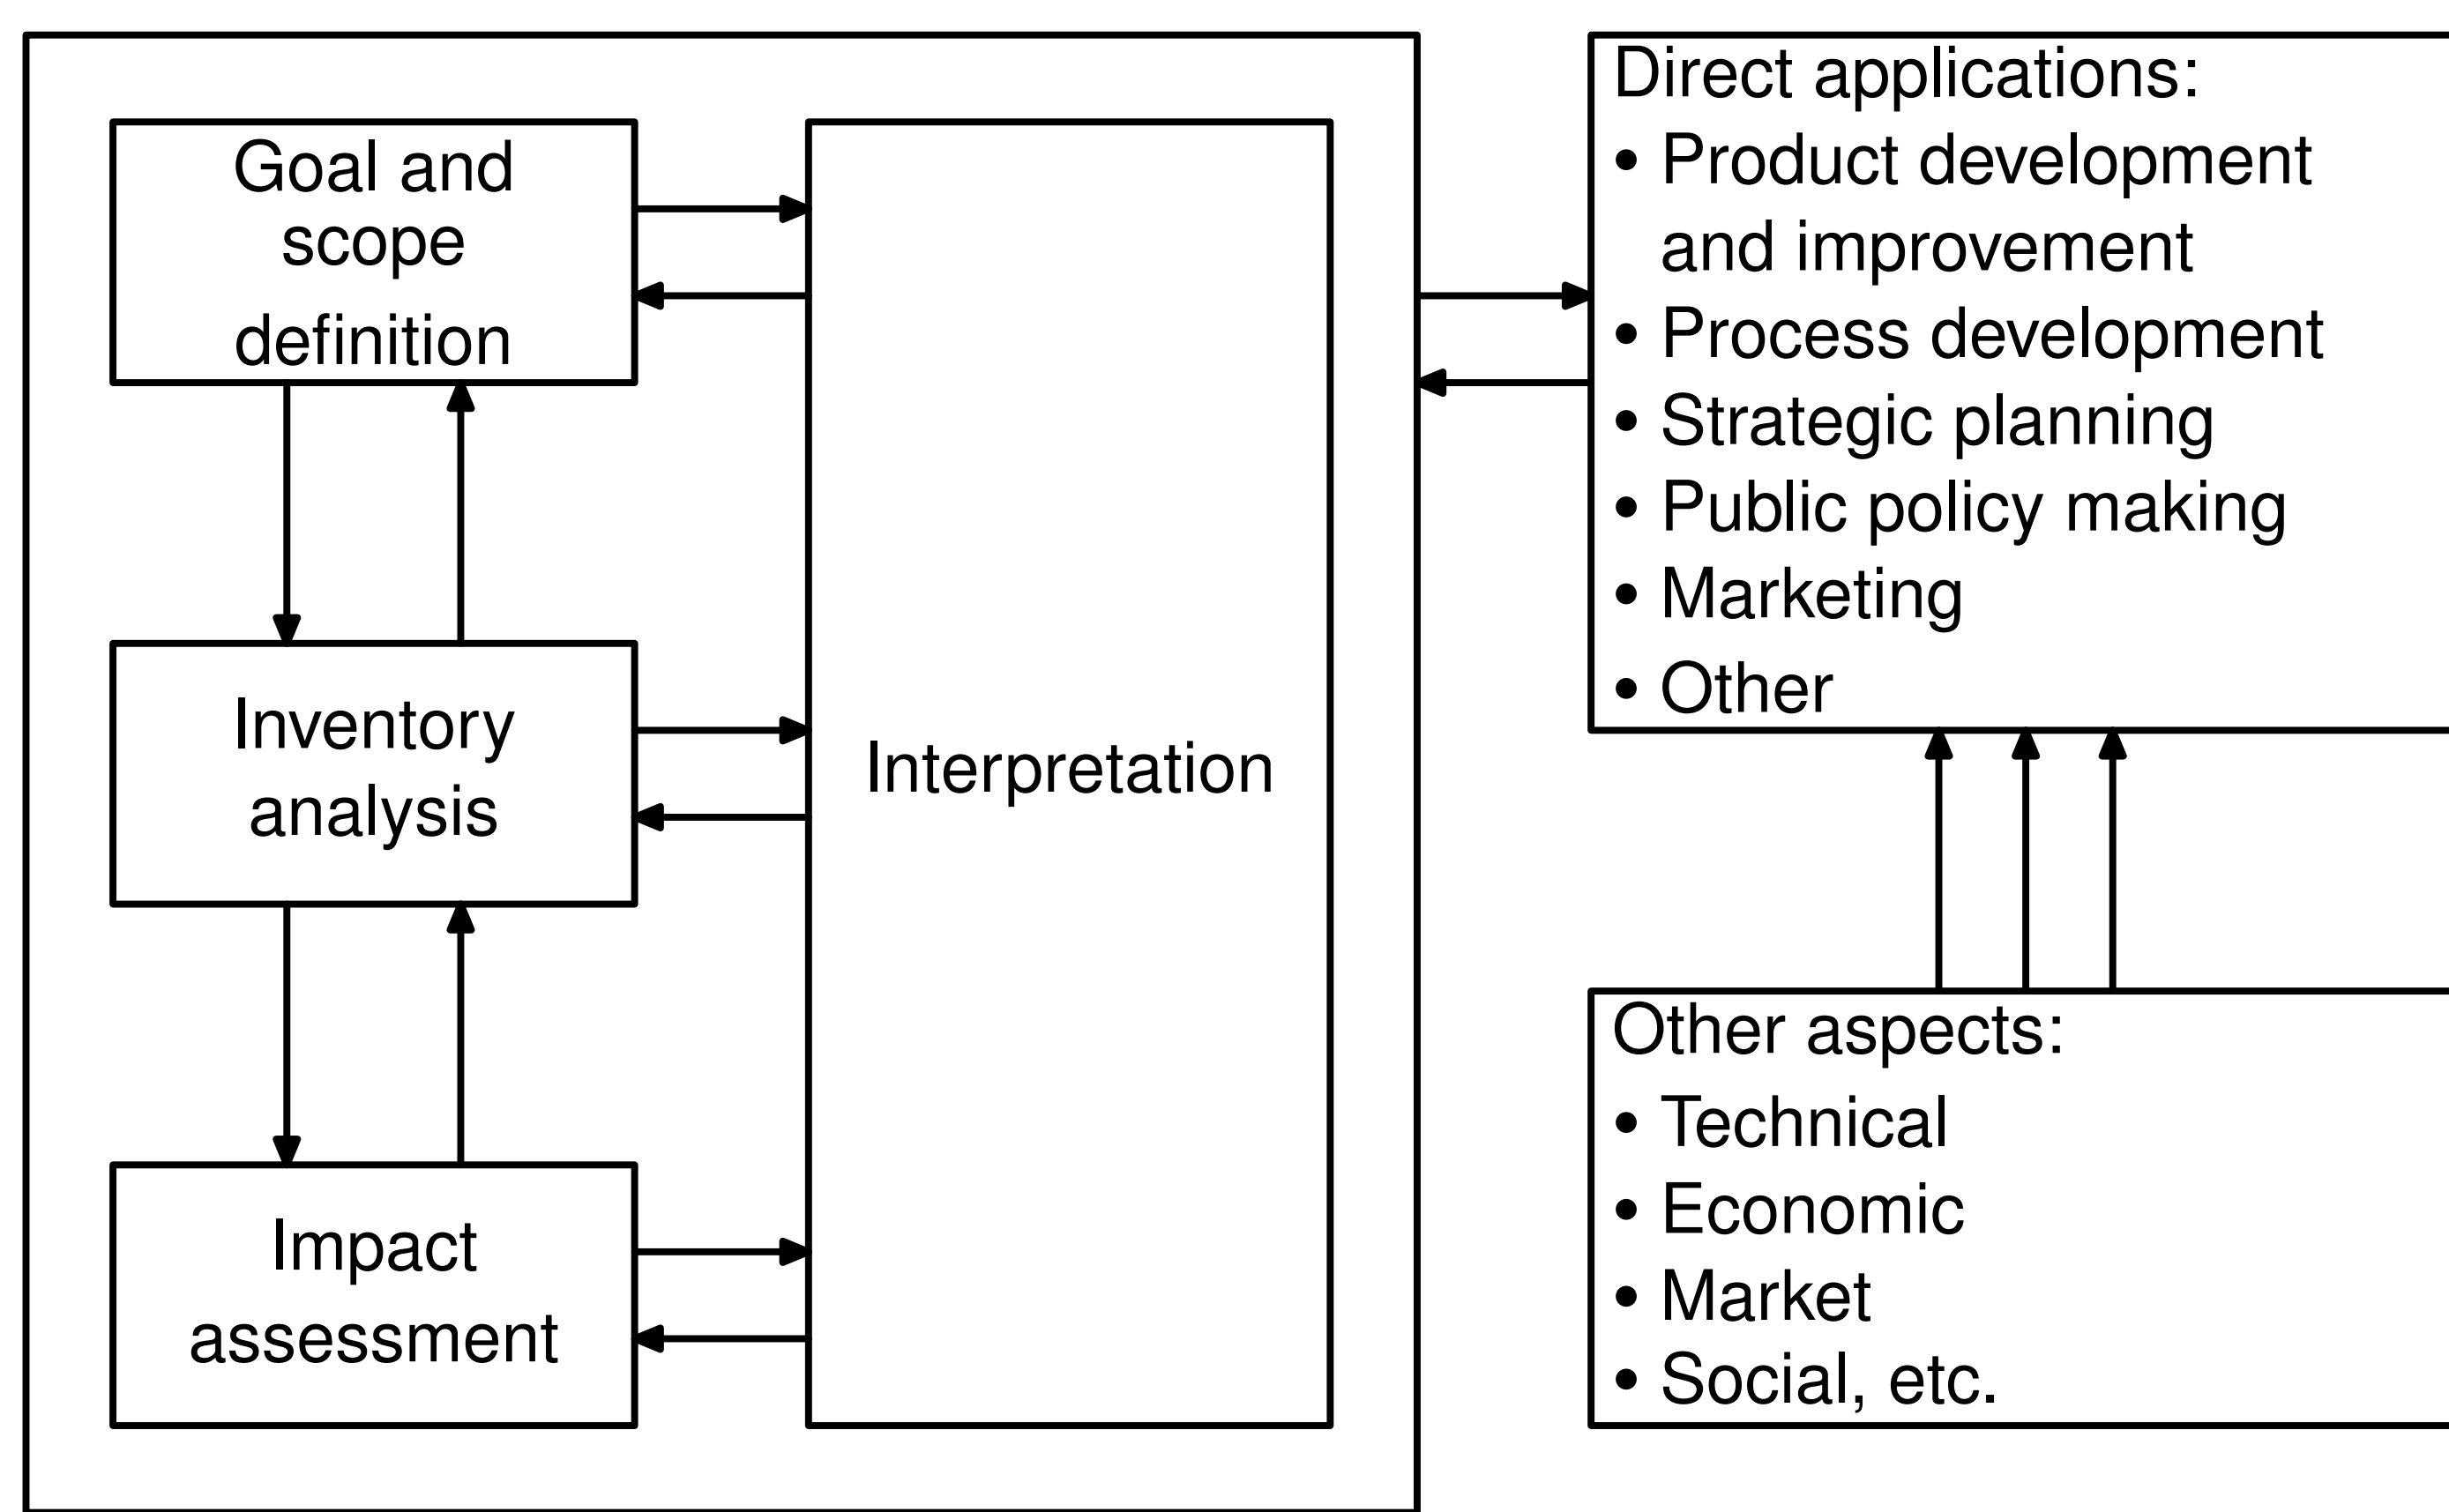 Goal and
scope
definition
Inventory
analysis
Impact
assessment
Interpretation
Direct applications:
• Product development
and improvement
• Process development
• Strategic planning
• Public policy making
• Marketing
• Other
Other aspects:
• Technical
• Economic
• Market
• Social, etc.